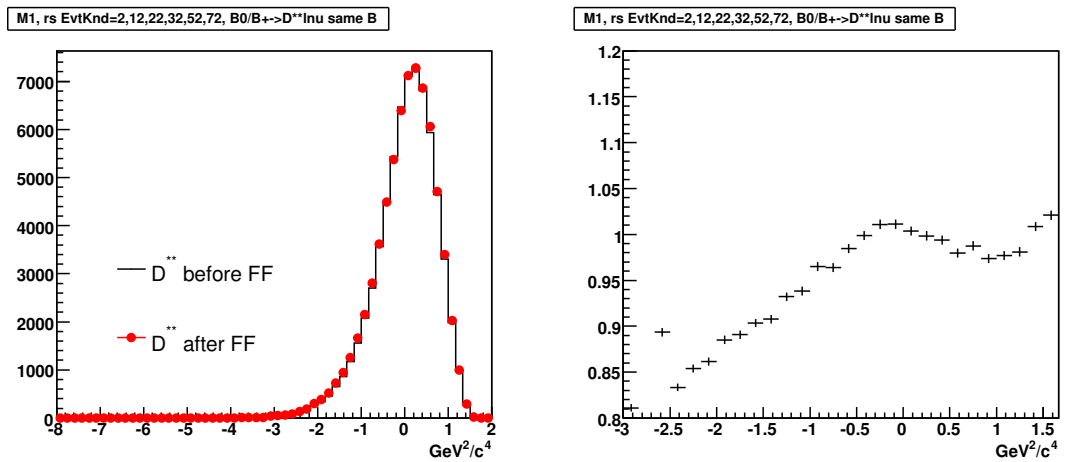 M1, rs EvtKnd=2,12,22,32,52,72, B0/B+->D**lnu same B
7000
6000
5000
4000
3000
2000
1000
0
D** before FF
D** after FF
-8 -7 -6 -5 -4 -3 -2 -1 0 1 2
GeV²/c⁴
M1, rs EvtKnd=2,12,22,32,52,72, B0/B+->D**lnu same B
1.2
1.15
1.1
1.05
1
0.95
0.9
0.85
0.8
-3 -2.5 -2 -1.5 -1 -0.5 0 0.5 1 1.5
GeV²/c⁴